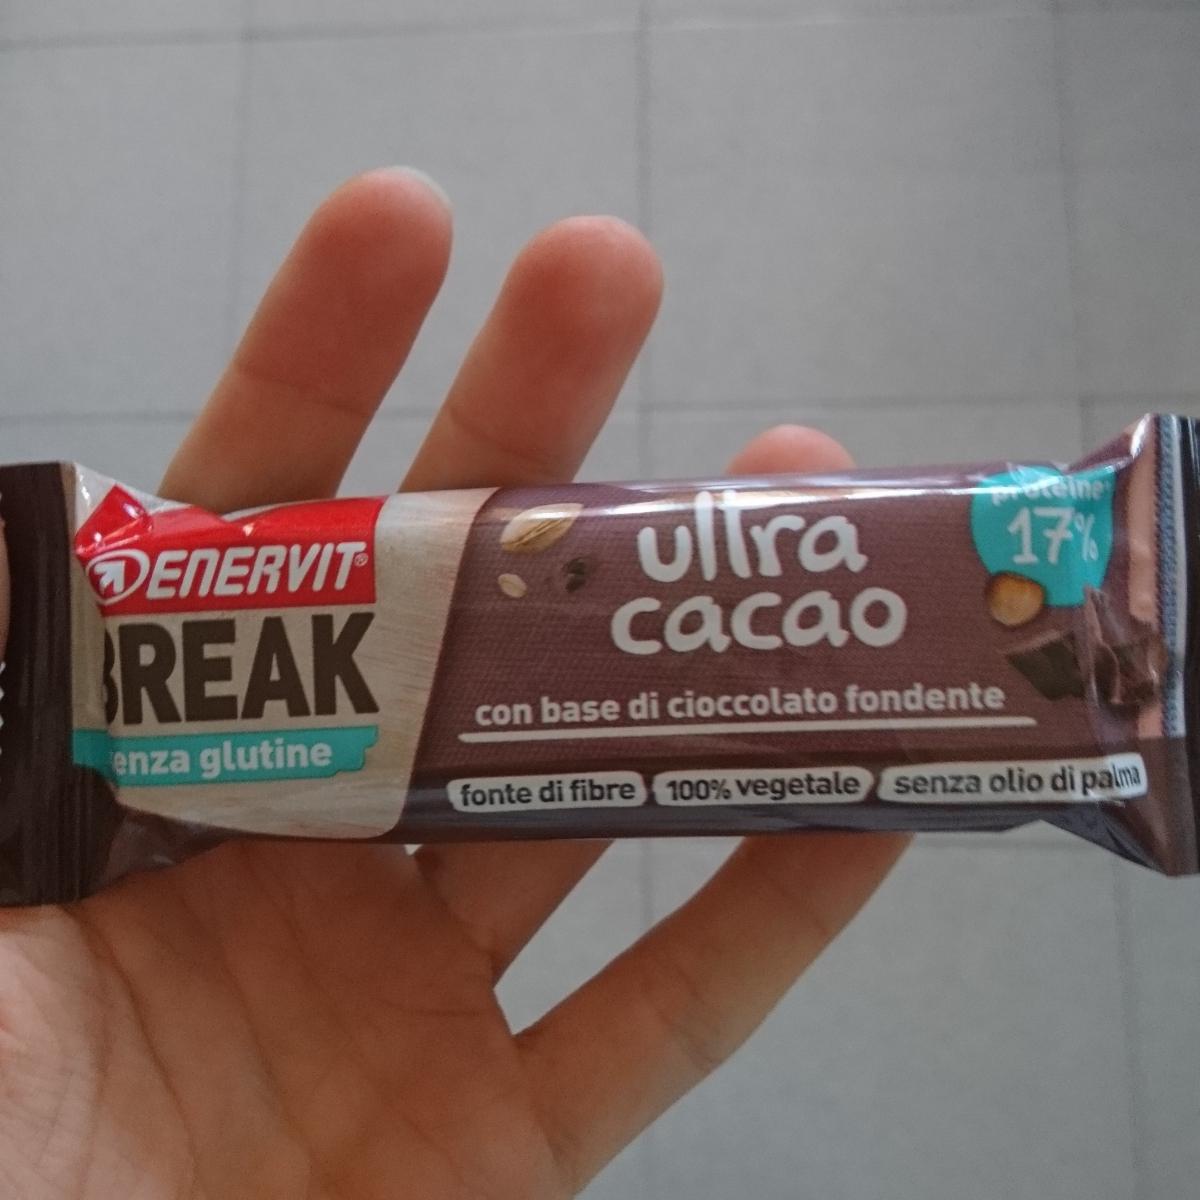 ENERVIT®
BREAK
senza glutine
ultra
cacao
con base di cioccolato fondente
fonte di fibre
100% vegetale
senza olio di palma
proteine
17%